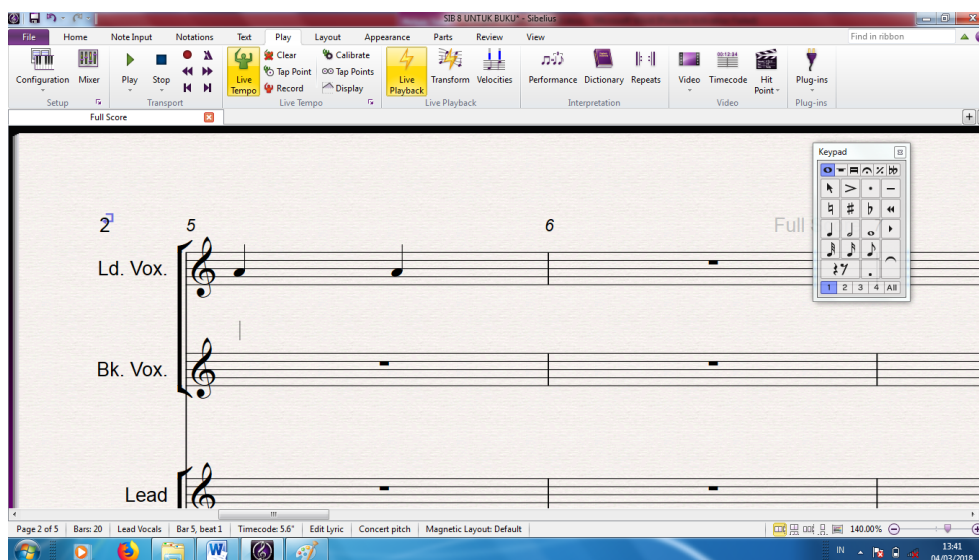 SIB 8 UNTUK BUKU* - Sibelius
File Home Note Input Notations Text Play Layout Appearance Parts Review View Find in ribbon
Clear Calibrate
Tap Point Tap Points
Record Display
Configuration Mixer Play Stop Live Tempo Live Playback Transform Velocities Performance Dictionary Repeats Video Timecode Hit Point Plug-ins
Setup Transport Live Tempo Live Playback Interpretation Video Plug-ins
Full Score
Keypad
2 5 6 Full
Ld. Vox.
1 2 3 4 All
Bk. Vox.
Lead
Page 2 of 5 Bars: 20 Lead Vocals Bar 5, beat 1 Timecode: 5.6" Edit Lyric Concert pitch Magnetic Layout: Default 140.00%
W IN 13:41
04/03/2018